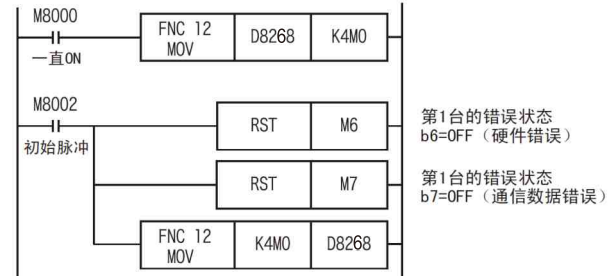 M8000
FNC 12
MOV
D8268
K4M0
一直ON
M8002
初始脉冲
RST
M6
第1台的错误状态
b6=OFF（硬件错误）
RST
M7
第1台的错误状态
b7=OFF（通信数据错误）
FNC 12
MOV
K4M0
D8268